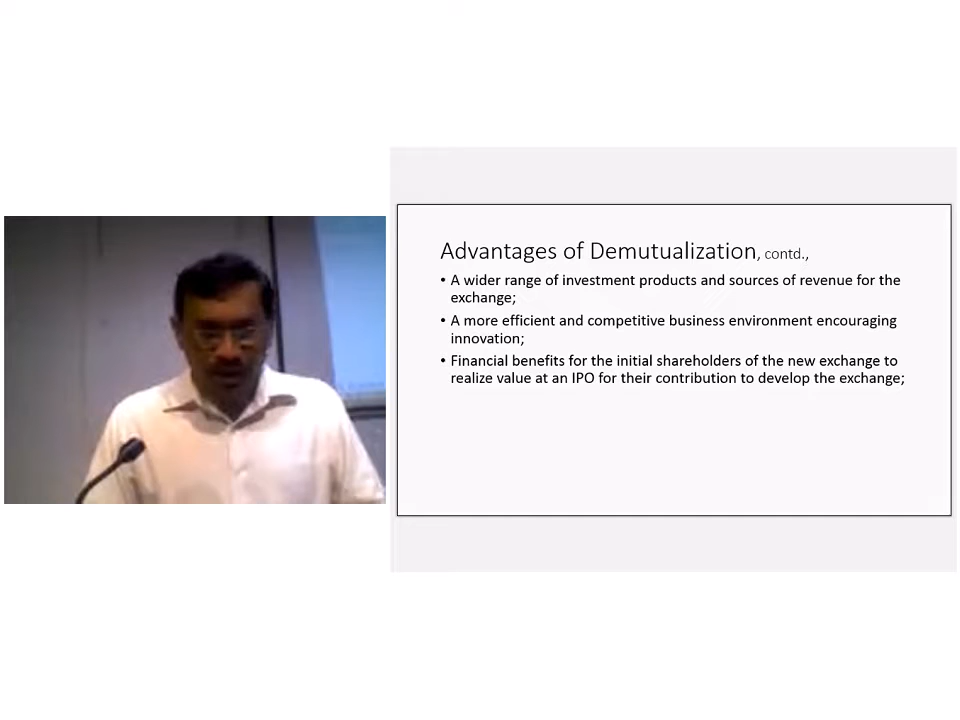 Advantages of Demutualization, contd.,
• A wider range of investment products and sources of revenue for the
exchange;
• A more efficient and competitive business environment encouraging
innovation;
• Financial benefits for the initial shareholders of the new exchange to
realize value at an IPO for their contribution to develop the exchange;